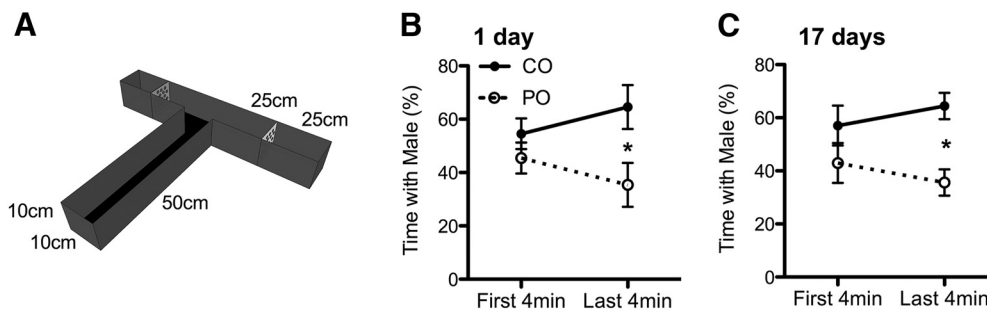 A
25cm
25cm
50cm
10cm
10cm
B
1 day
CO
PO
Time with Male (%)
80
60
40
20
0
*
First 4min
Last 4min
C
17 days
Time with Male (%)
80
60
40
20
0
*
First 4min
Last 4min